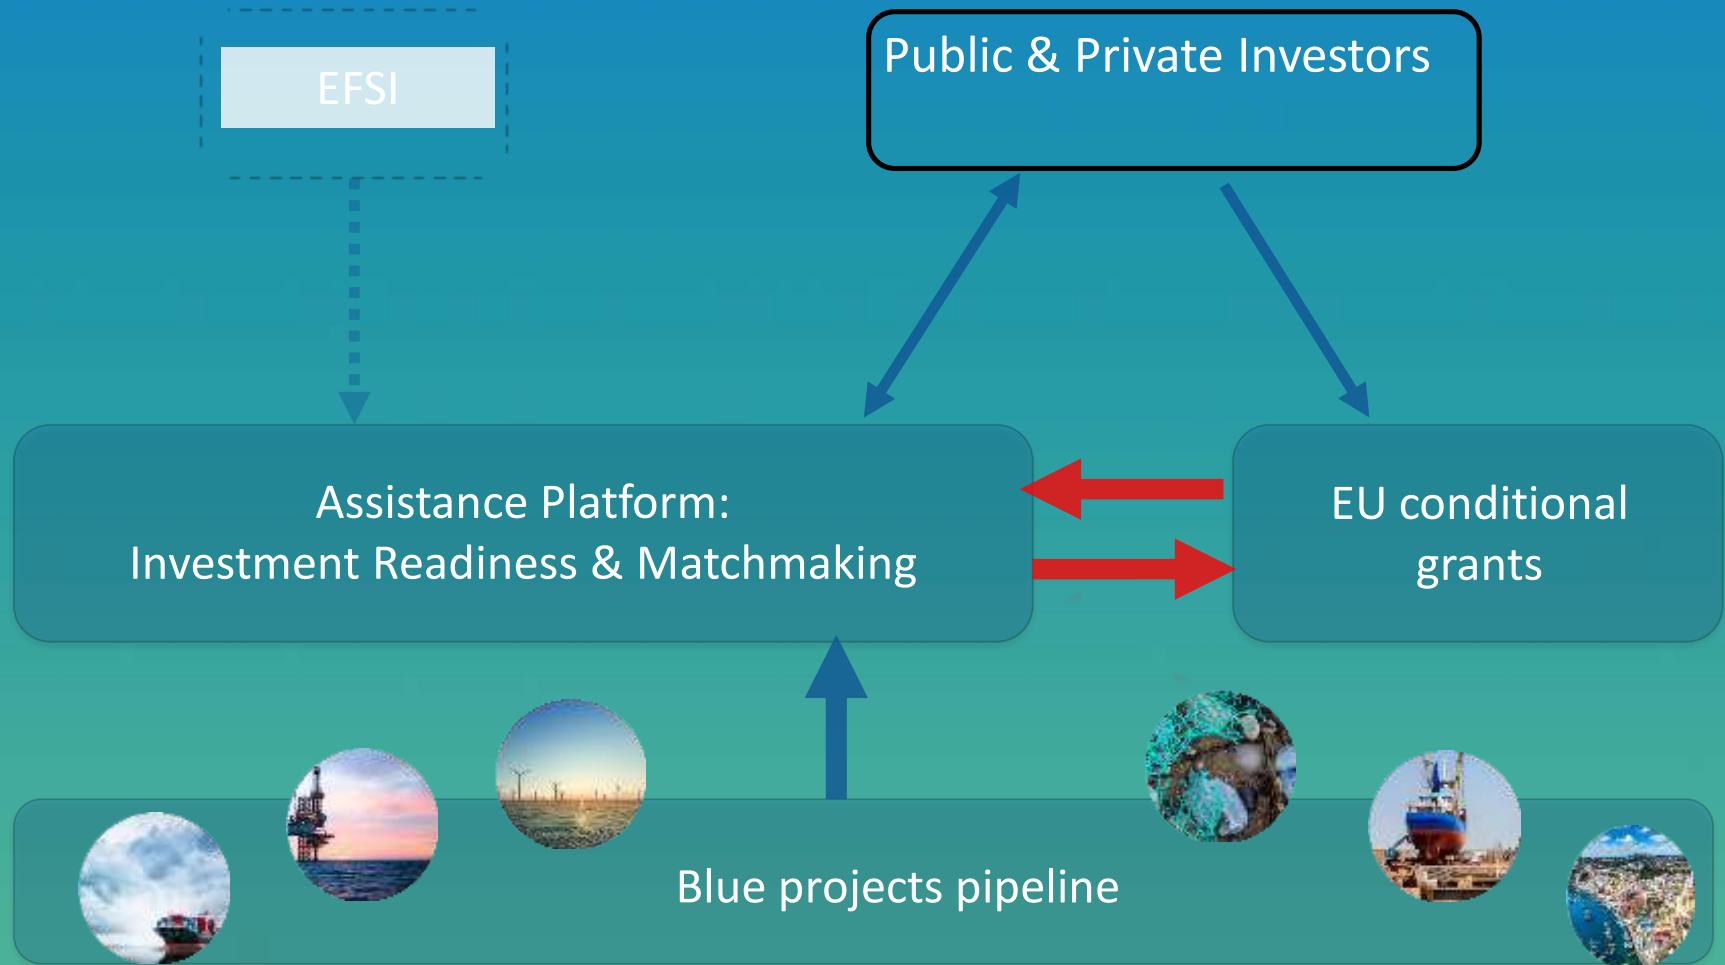 EFSI
Public & Private Investors
Assistance Platform:
Investment Readiness & Matchmaking
EU conditional
grants
Blue projects pipeline